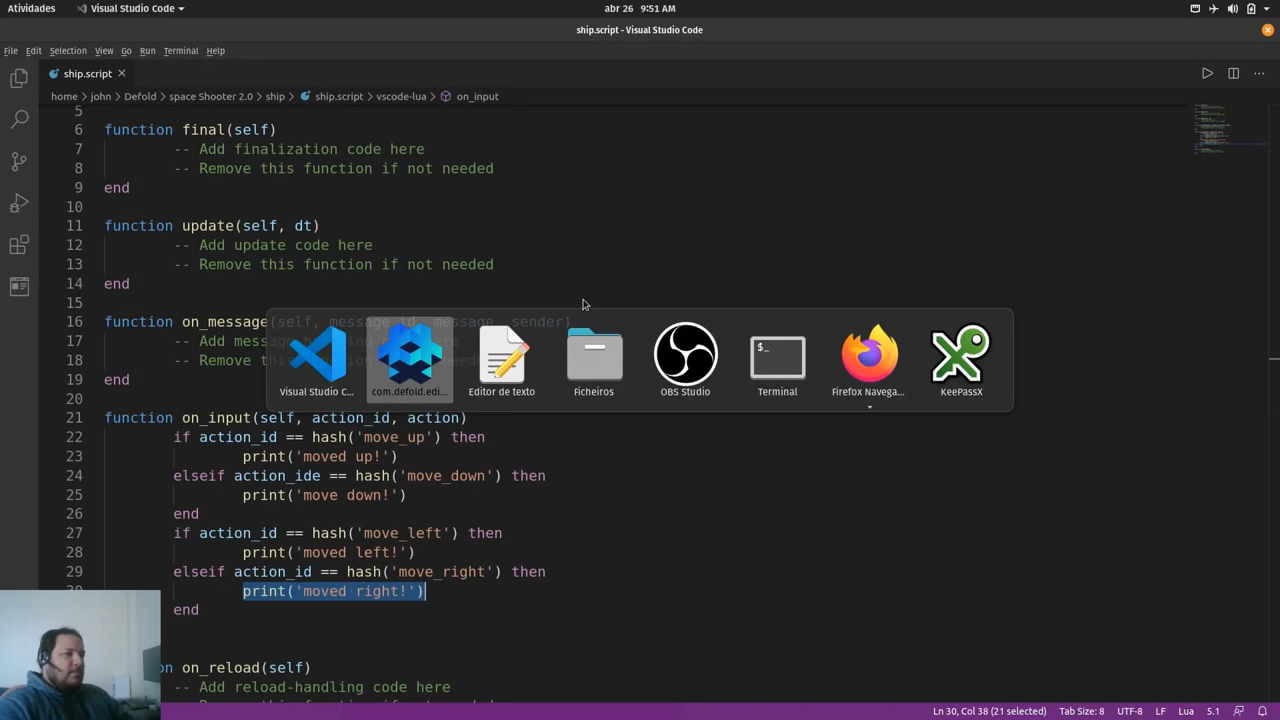 Atividades
Visual Studio Code
abr 26 9:51 AM
ship.script - Visual Studio Code
File Edit Selection View Go Run Terminal Help
ship.script
home > john > Defold > space Shooter 2.0 > ship > ship.script > vscode-lua > on_input
5
6 function final(self)
7 -- Add finalization code here
8 -- Remove this function if not needed
9 end
10
11 function update(self, dt)
12 -- Add update code here
13 -- Remove this function if not needed
14 end
15
16 function on_message(self, message_id, message, sender)
17 -- Add message
18 -- Remove
19 end
20
Visual Studio C...
com.defold.edi...
Editor de texto
Ficheiros
OBS Studio
Terminal
Firefox Navega...
KeePassX
21 function on_input(self, action_id, action)
22 if action_id == hash('move_up') then
23 print('moved up!')
24 elseif action_ide == hash('move_down') then
25 print('move down!')
26 end
27 if action_id == hash('move_left') then
28 print('moved left!')
29 elseif action_id == hash('move_right') then
print('moved right!')
end
on_reload(self)
-- Add reload-handling code here
Ln 30, Col 38 (21 selected) Tab Size: 8 UTF-8 LF Lua 5.1